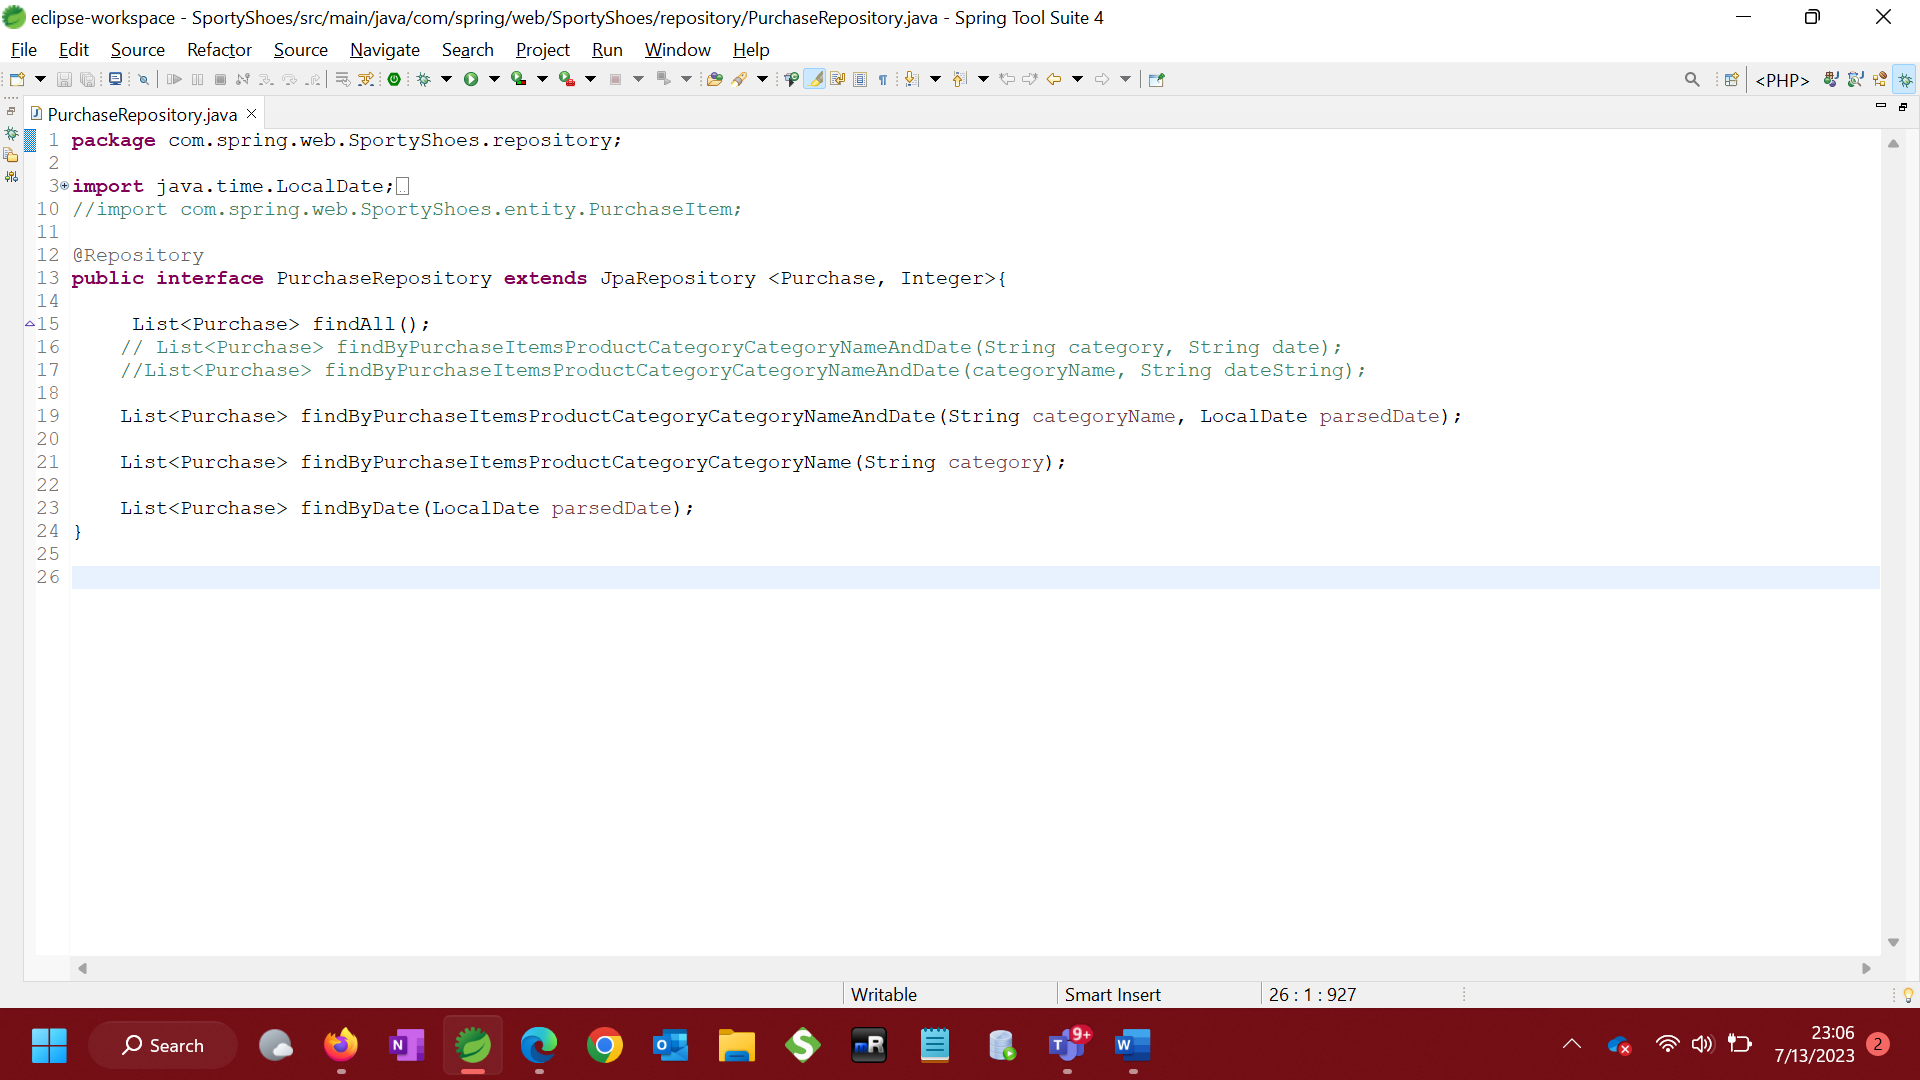 eclipse-workspace - SportyShoes/src/main/java/com/spring/web/SportyShoes/repository/PurchaseRepository.java - Spring Tool Suite 4
File Edit Source Refactor Source Navigate Search Project Run Window Help
<PHP>
PurchaseRepository.java
1 package com.spring.web.SportyShoes.repository;
2
3 import java.time.LocalDate;
10 //import com.spring.web.SportyShoes.entity.PurchaseItem;
11
12 @Repository
13 public interface PurchaseRepository extends JpaRepository <Purchase, Integer>{
14
15 List<Purchase> findAll();
16 // List<Purchase> findByPurchaseItemsProductCategoryCategoryNameAndDate(String category, String date);
17 //List<Purchase> findByPurchaseItemsProductCategoryCategoryNameAndDate(categoryName, String dateString);
18
19 List<Purchase> findByPurchaseItemsProductCategoryCategoryNameAndDate(String categoryName, LocalDate parsedDate);
20
21 List<Purchase> findByPurchaseItemsProductCategoryCategoryName(String category);
22
23 List<Purchase> findByDate(LocalDate parsedDate);
24 }
25
26
Writable Smart Insert 26 : 1 : 927
Search N O S mR T 9+ W 23:06 2
7/13/2023